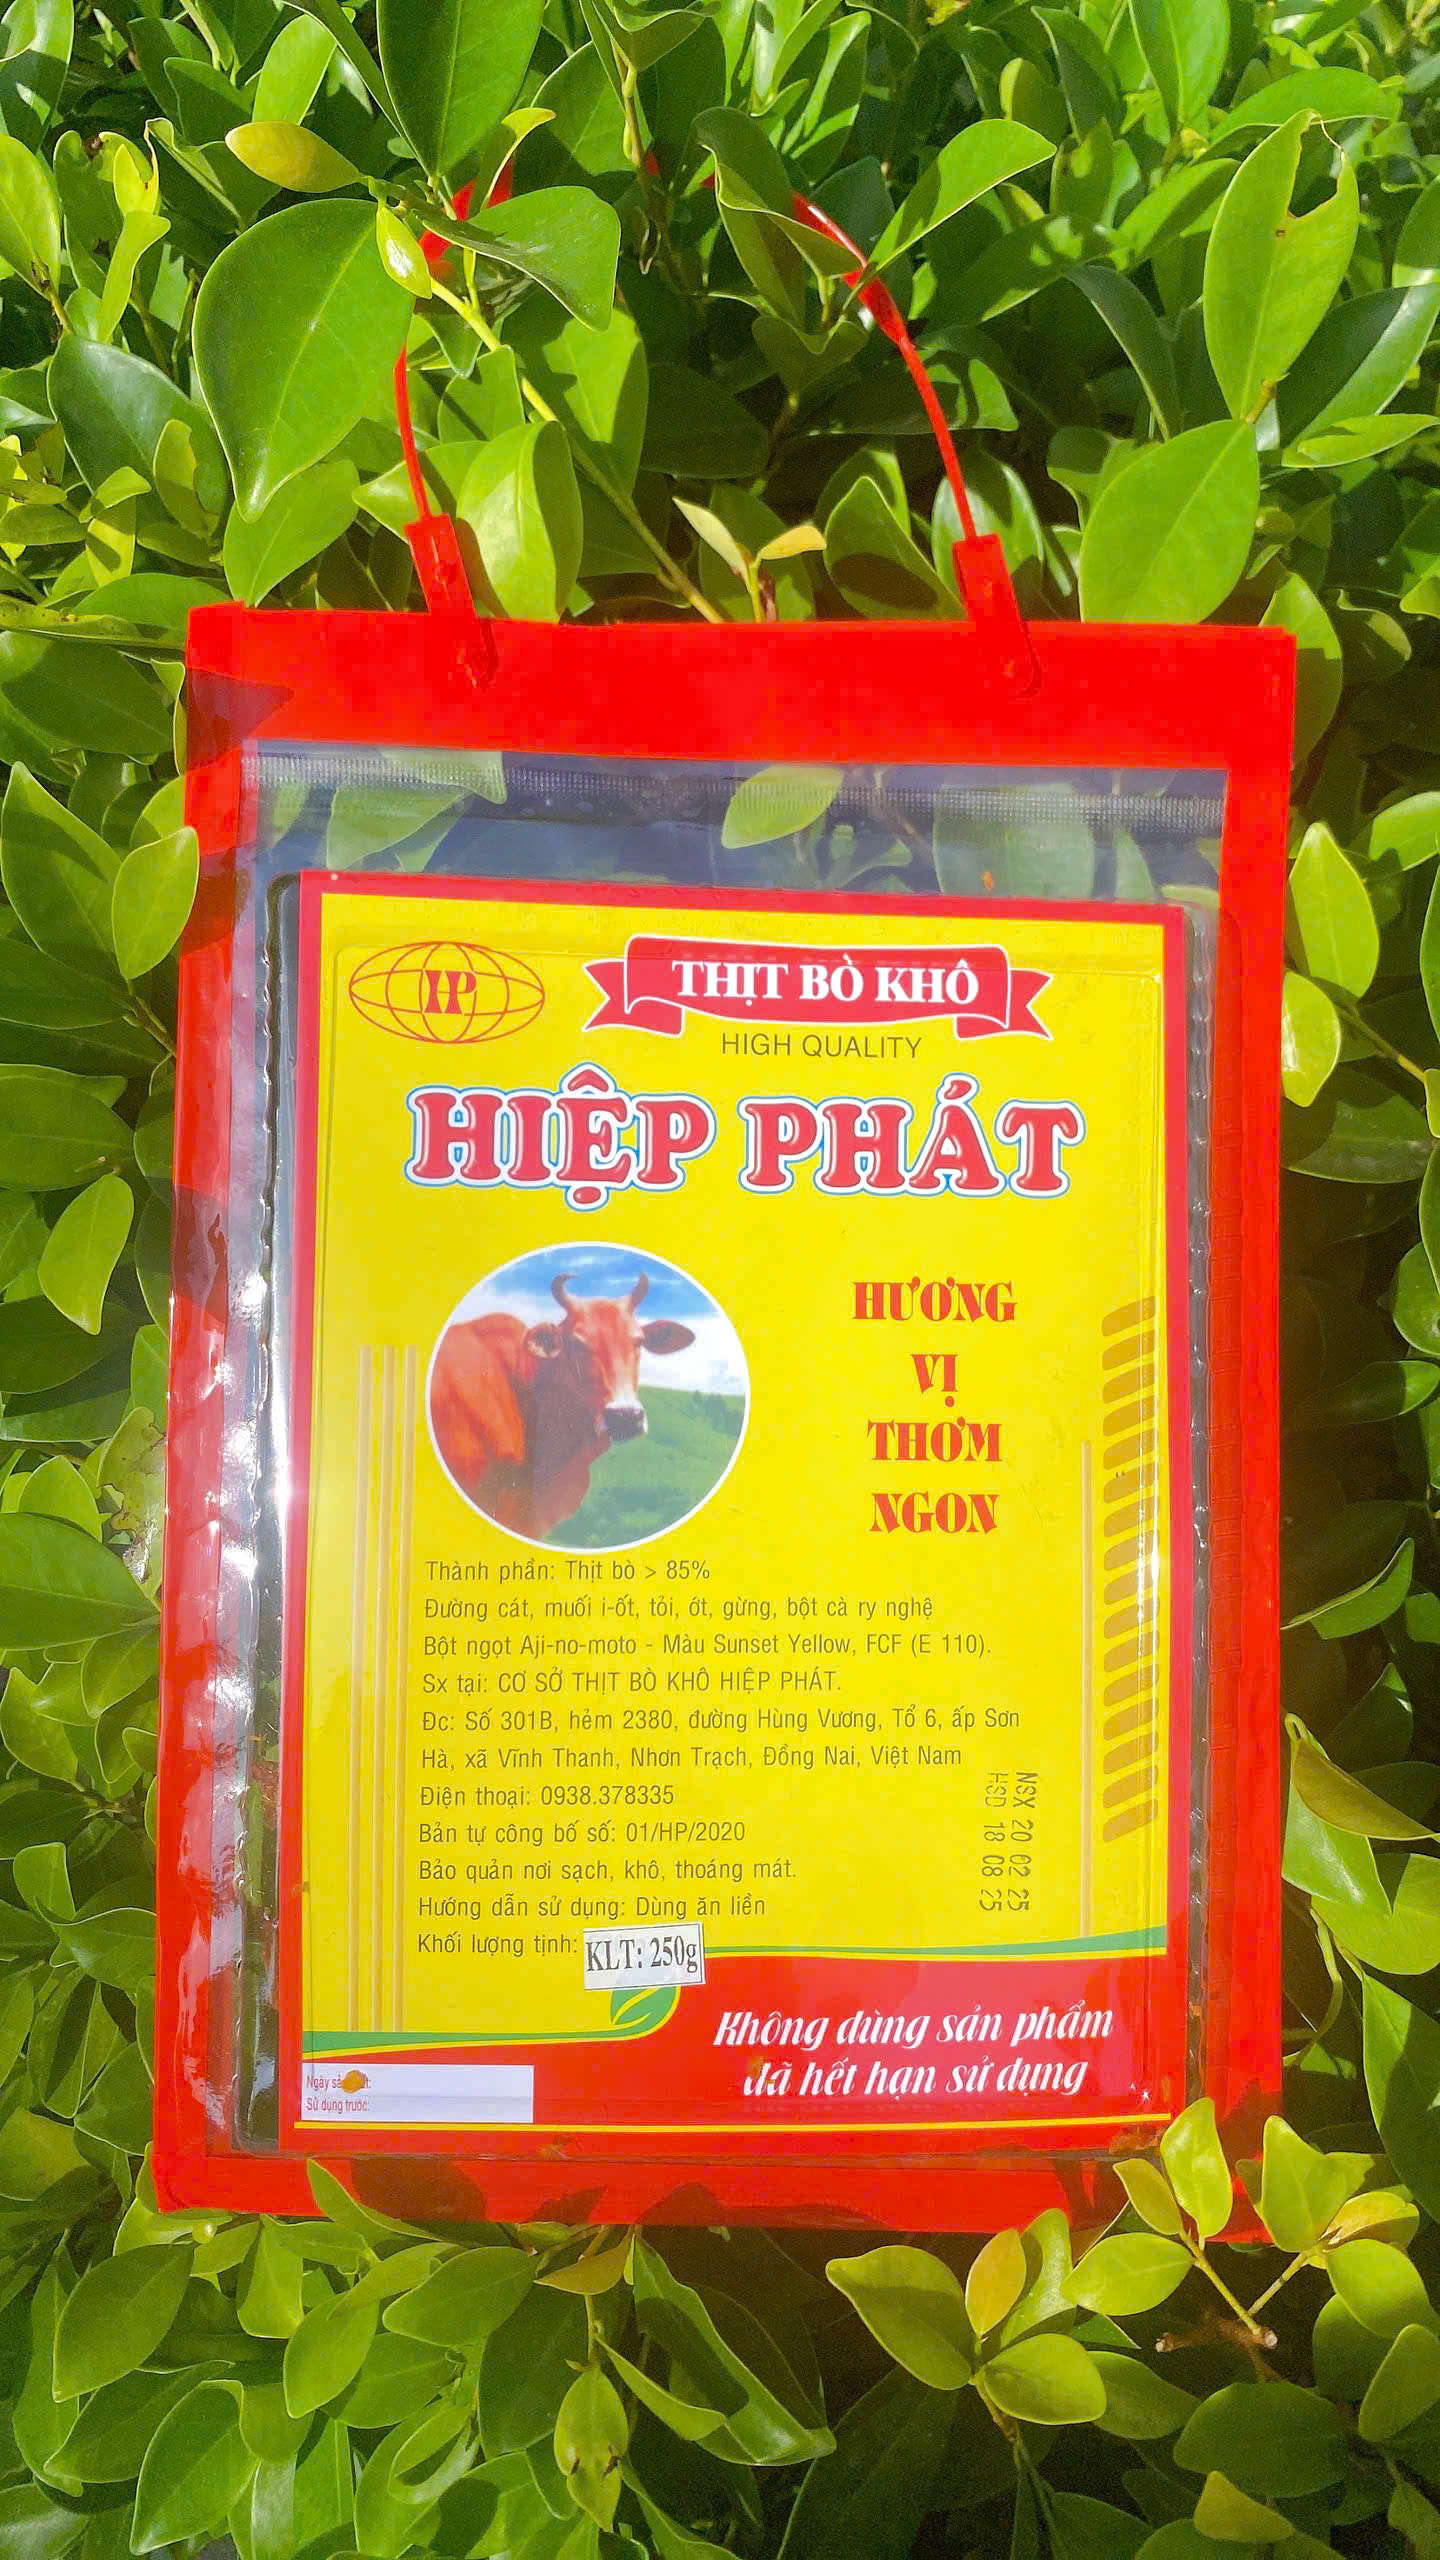 HP
THỊT BÒ KHÔ
HIGH QUALITY
HIỆP PHÁT
HƯƠNG
VỊ
THƠM
NGON
Thành phần: Thịt bò > 85%
Đường cát, muối i-ốt, tỏi, ớt, gừng, bột cà ry nghệ
Bột ngọt Aji-no-moto - Màu Sunset Yellow, FCF (E 110).
Sx tại: CƠ SỞ THỊT BÒ KHÔ HIỆP PHÁT.
Đc: Số 301B, hẻm 2380, đường Hùng Vương, Tổ 6, ấp Sơn
Hà, xã Vĩnh Thanh, Nhơn Trạch, Đồng Nai, Việt Nam
Điện thoại: 0938.378335
Bản tự công bố số: 01/HP/2020
Bảo quản nơi sạch, khô, thoáng mát.
Hướng dẫn sử dụng: Dùng ăn liền
Khối lượng tịnh: KLT: 250g
NSX 20 02 25
HSD 18 08 25
Không dùng sản phẩm
đã hết hạn sử dụng
Ngày
Sử dụng trước: